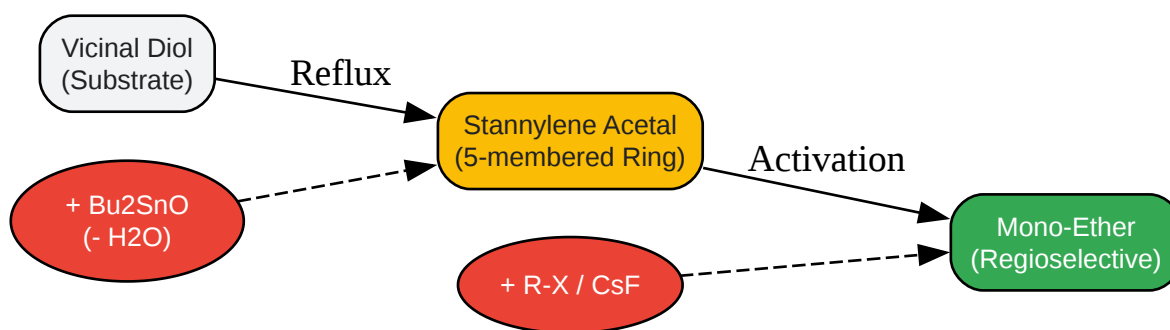 Vicinal Diol
(Substrate)
Reflux
Stannylene Acetal
(5-membered Ring)
Activation
+ Bu2SnO
(- H2O)
Mono-Ether
(Regioselective)
+ R-X / CsF